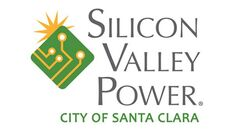 SILICON
VALLEY
POWER®
CITY OF SANTA CLARA